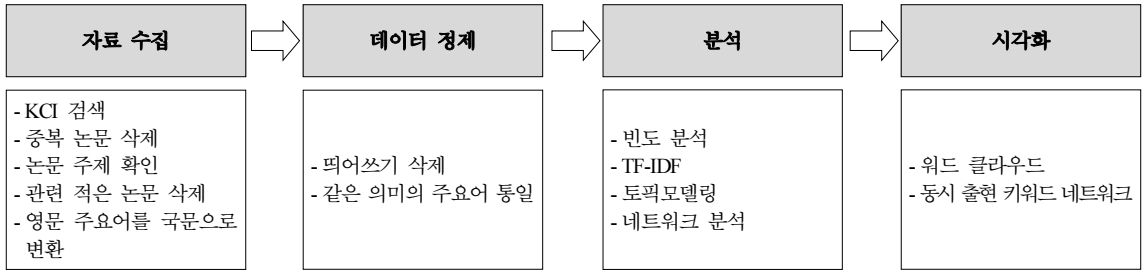 자료 수집
데이터 정제
분석
시각화
- KCI 검색
- 중복 논문 삭제
- 논문 주제 확인
- 관련 적은 논문 삭제
- 영문 주요어를 국문으로
변환
- 띄어쓰기 삭제
- 같은 의미의 주요어 통일
- 빈도 분석
- TF-IDF
- 토픽모델링
- 네트워크 분석
- 워드 클라우드
- 동시 출현 키워드 네트워크